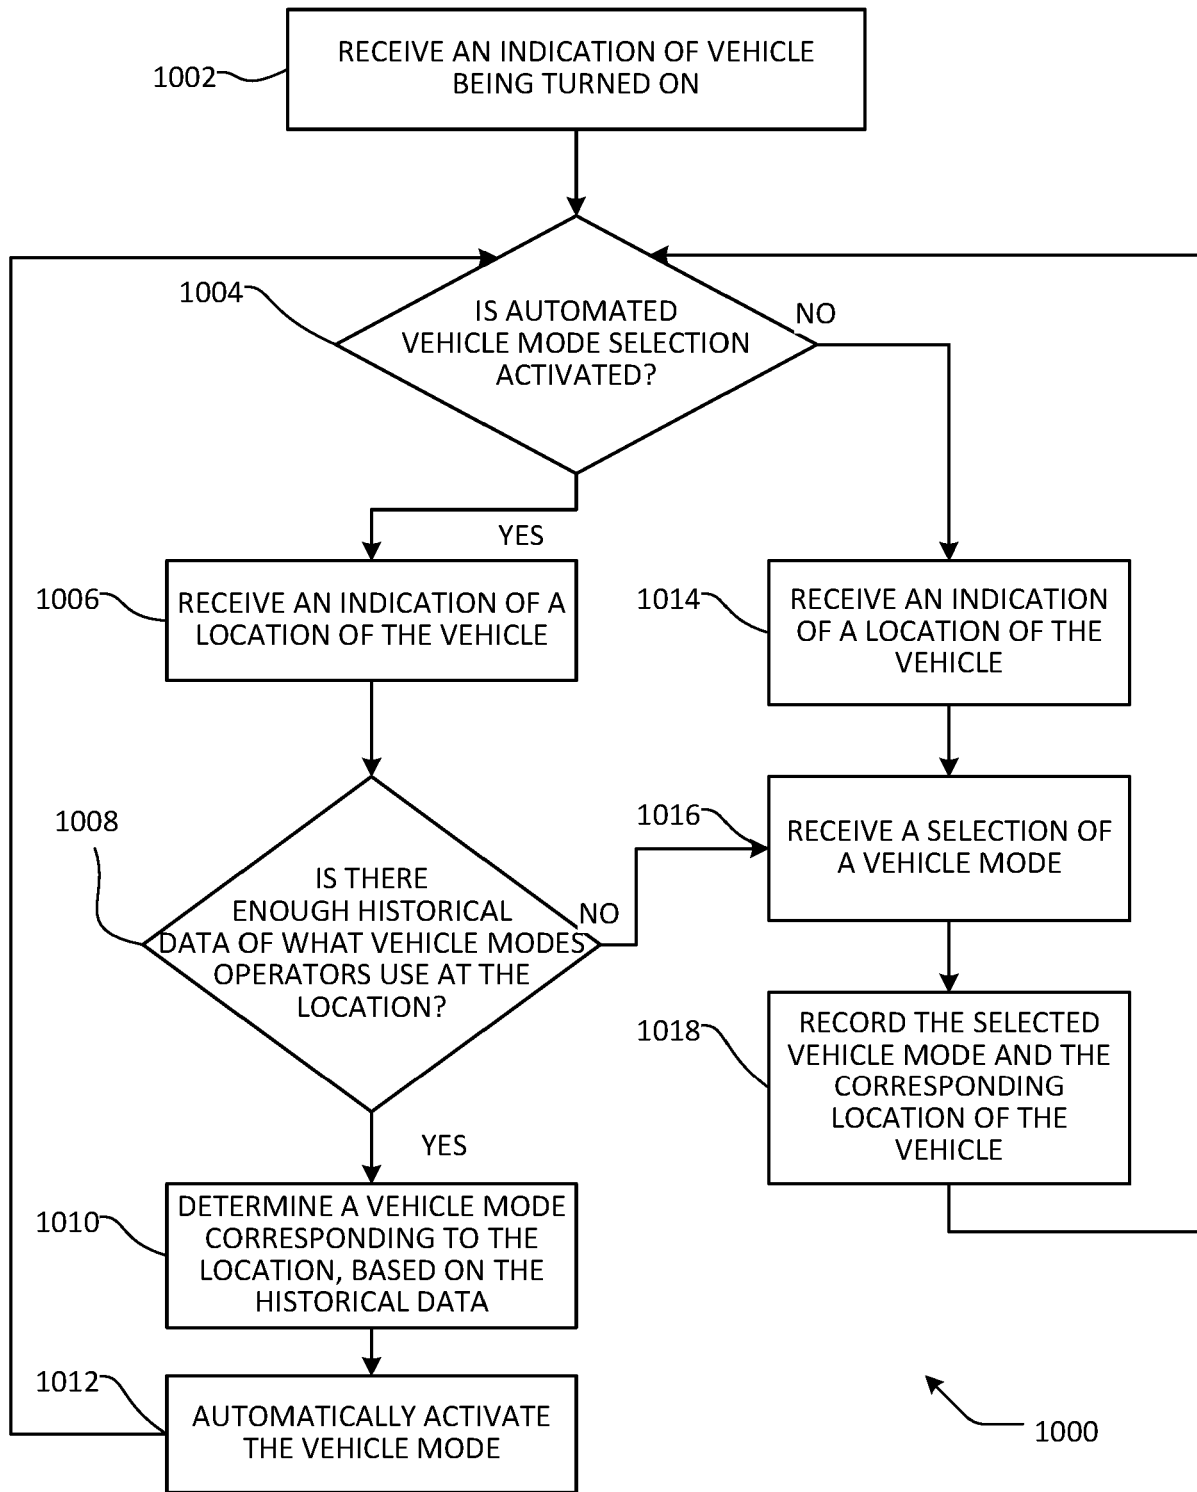 RECEIVE AN INDICATION OF VEHICLE
BEING TURNED ON
1002
1004
IS AUTOMATED
VEHICLE MODE SELECTION
ACTIVATED?
NO
YES
1006
RECEIVE AN INDICATION OF A
LOCATION OF THE VEHICLE
1014
RECEIVE AN INDICATION
OF A LOCATION OF THE
VEHICLE
1008
IS THERE
ENOUGH HISTORICAL
DATA OF WHAT VEHICLE MODES
OPERATORS USE AT THE
LOCATION?
NO
1016
RECEIVE A SELECTION OF
A VEHICLE MODE
1018
RECORD THE SELECTED
VEHICLE MODE AND THE
CORRESPONDING
LOCATION OF THE
VEHICLE
YES
1010
DETERMINE A VEHICLE MODE
CORRESPONDING TO THE
LOCATION, BASED ON THE
HISTORICAL DATA
1012
AUTOMATICALLY ACTIVATE
THE VEHICLE MODE
1000